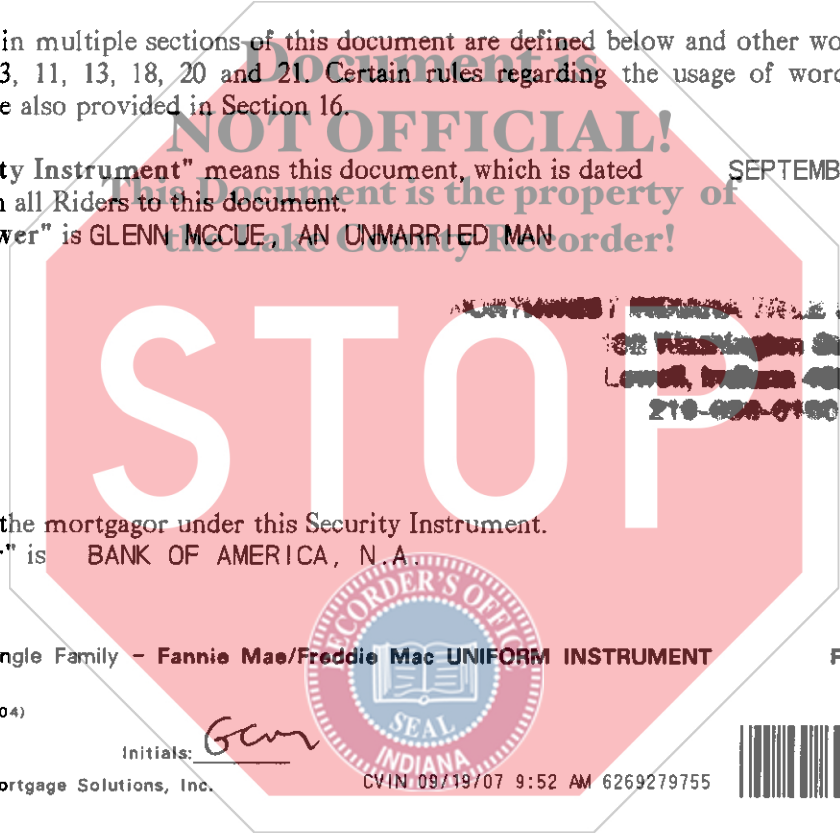 in multiple sections of this document are defined below and other wo
3, 11, 13, 18, 20 and 21. Certain rules regarding the usage of word
e also provided in Section 16.
Document is
NOT OFFICIAL!
This Document is the property of
the Lake County Recorder!
ty Instrument" means this document, which is dated SEPTEMB
n all Riders to this document.
wer" is GLENN MCCUE, AN UNMARRIED MAN
STOP
the mortgagor under this Security Instrument.
r" is BANK OF AMERICA, N.A.
RECORDER'S OFFICE
SEAL
INDIANA
ngle Family - Fannie Mae/Freddie Mac UNIFORM INSTRUMENT F
04)
Initials: GCM
ortgage Solutions, Inc.
CVIN 09/19/07 9:52 AM 6269279755